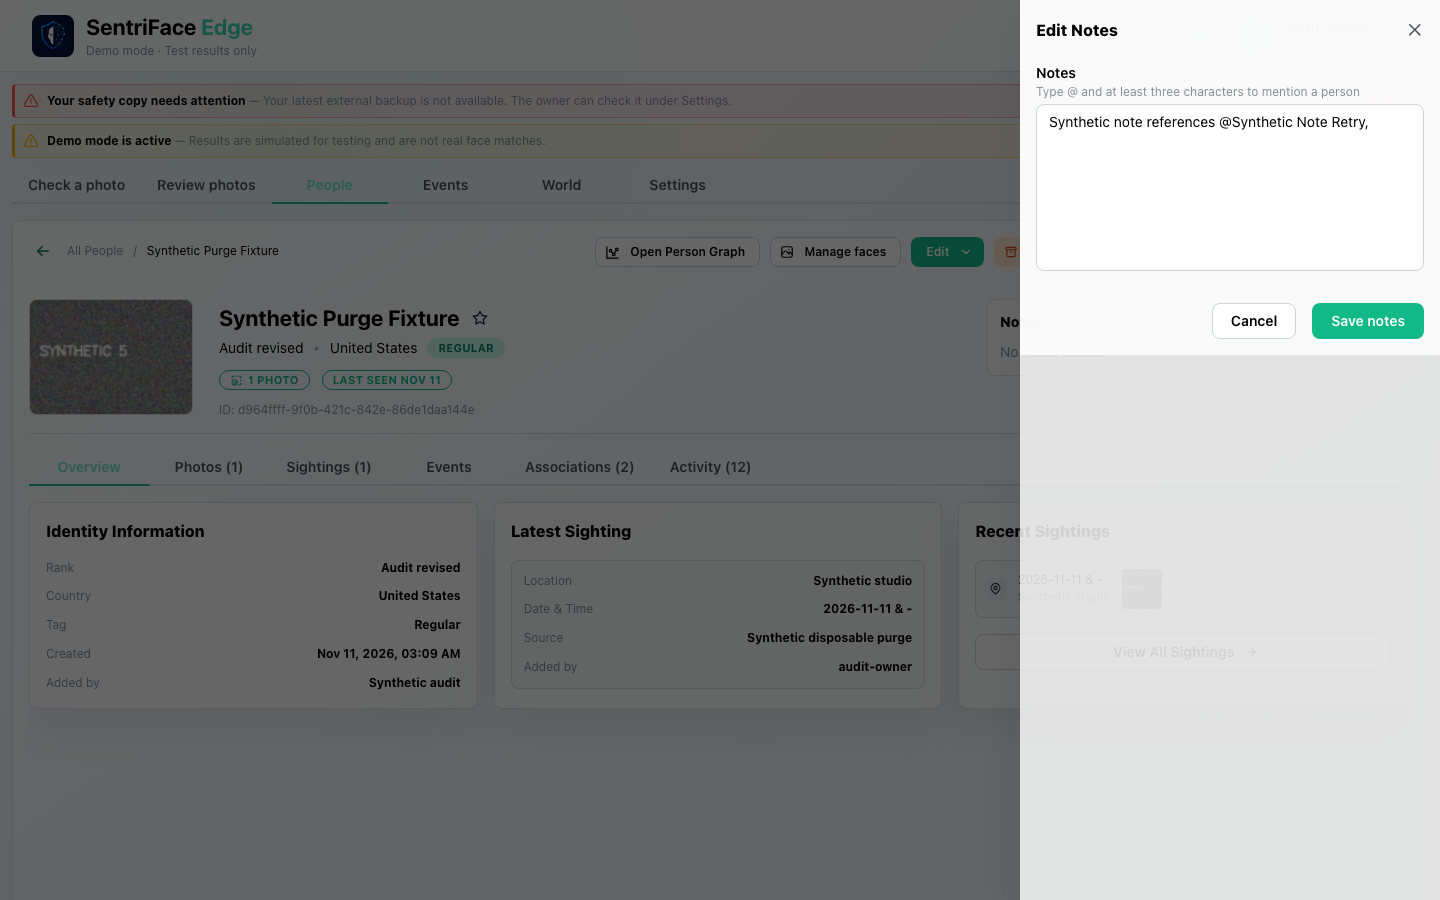 SentriFace Edge
Demo mode · Test results only
Your safety copy needs attention — Your latest external backup is not available. The owner can check it under Settings.
Demo mode is active — Results are simulated for testing and are not real face matches.
Check a photo
Review photos
People
Events
World
Settings
All People / Synthetic Purge Fixture
Open Person Graph
Manage faces
Edit
SYNTHETIC 5
Synthetic Purge Fixture
Audit revised • United States REGULAR
1 PHOTO
LAST SEEN NOV 11
ID: d964ffff-9f0b-421c-842e-86de1daa144e
Overview
Photos (1)
Sightings (1)
Events
Associations (2)
Activity (12)
Identity Information
Rank Audit revised
Country United States
Tag Regular
Created Nov 11, 2026, 03:09 AM
Added by Synthetic audit
Latest Sighting
Location Synthetic studio
Date & Time 2026-11-11 & -
Source Synthetic disposable purge
Added by audit-owner
Recent Sightings
2026-11-11 & -
Synthetic studio
View All Sightings
Edit Notes
Notes
Type @ and at least three characters to mention a person
Synthetic note references @Synthetic Note Retry,
Cancel
Save notes